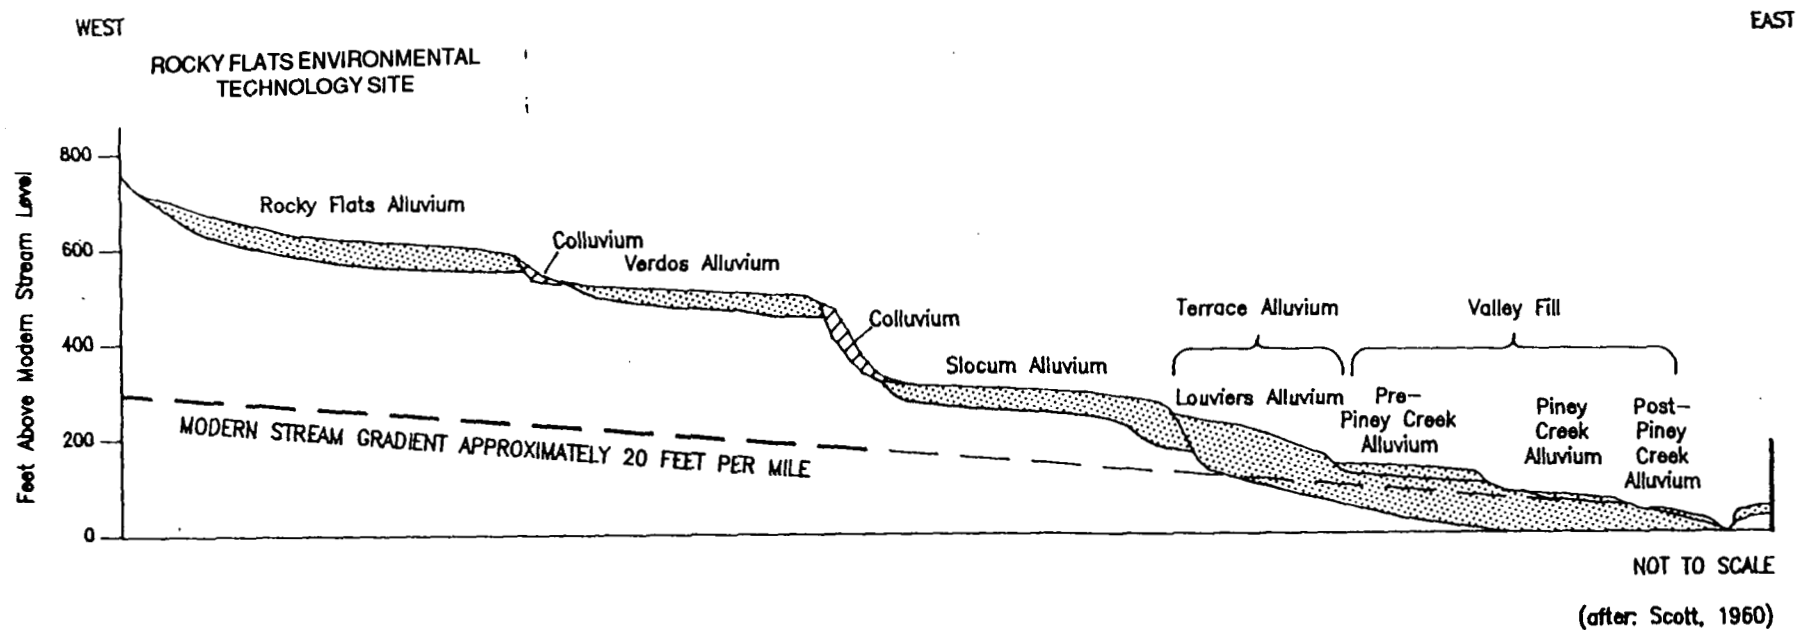 WEST
EAST
ROCKY FLATS ENVIRONMENTAL
TECHNOLOGY SITE
Feet Above Modern Stream Level
800
600
400
200
0
Rocky Flats Alluvium
Colluvium
Verdos Alluvium
Colluvium
Slocum Alluvium
Terrace Alluvium
Valley Fill
Louviers Alluvium
Pre-
Piney Creek
Alluvium
Piney
Creek
Alluvium
Post-
Piney
Creek
Alluvium
MODERN STREAM GRADIENT APPROXIMATELY 20 FEET PER MILE
NOT TO SCALE
(after: Scott, 1960)